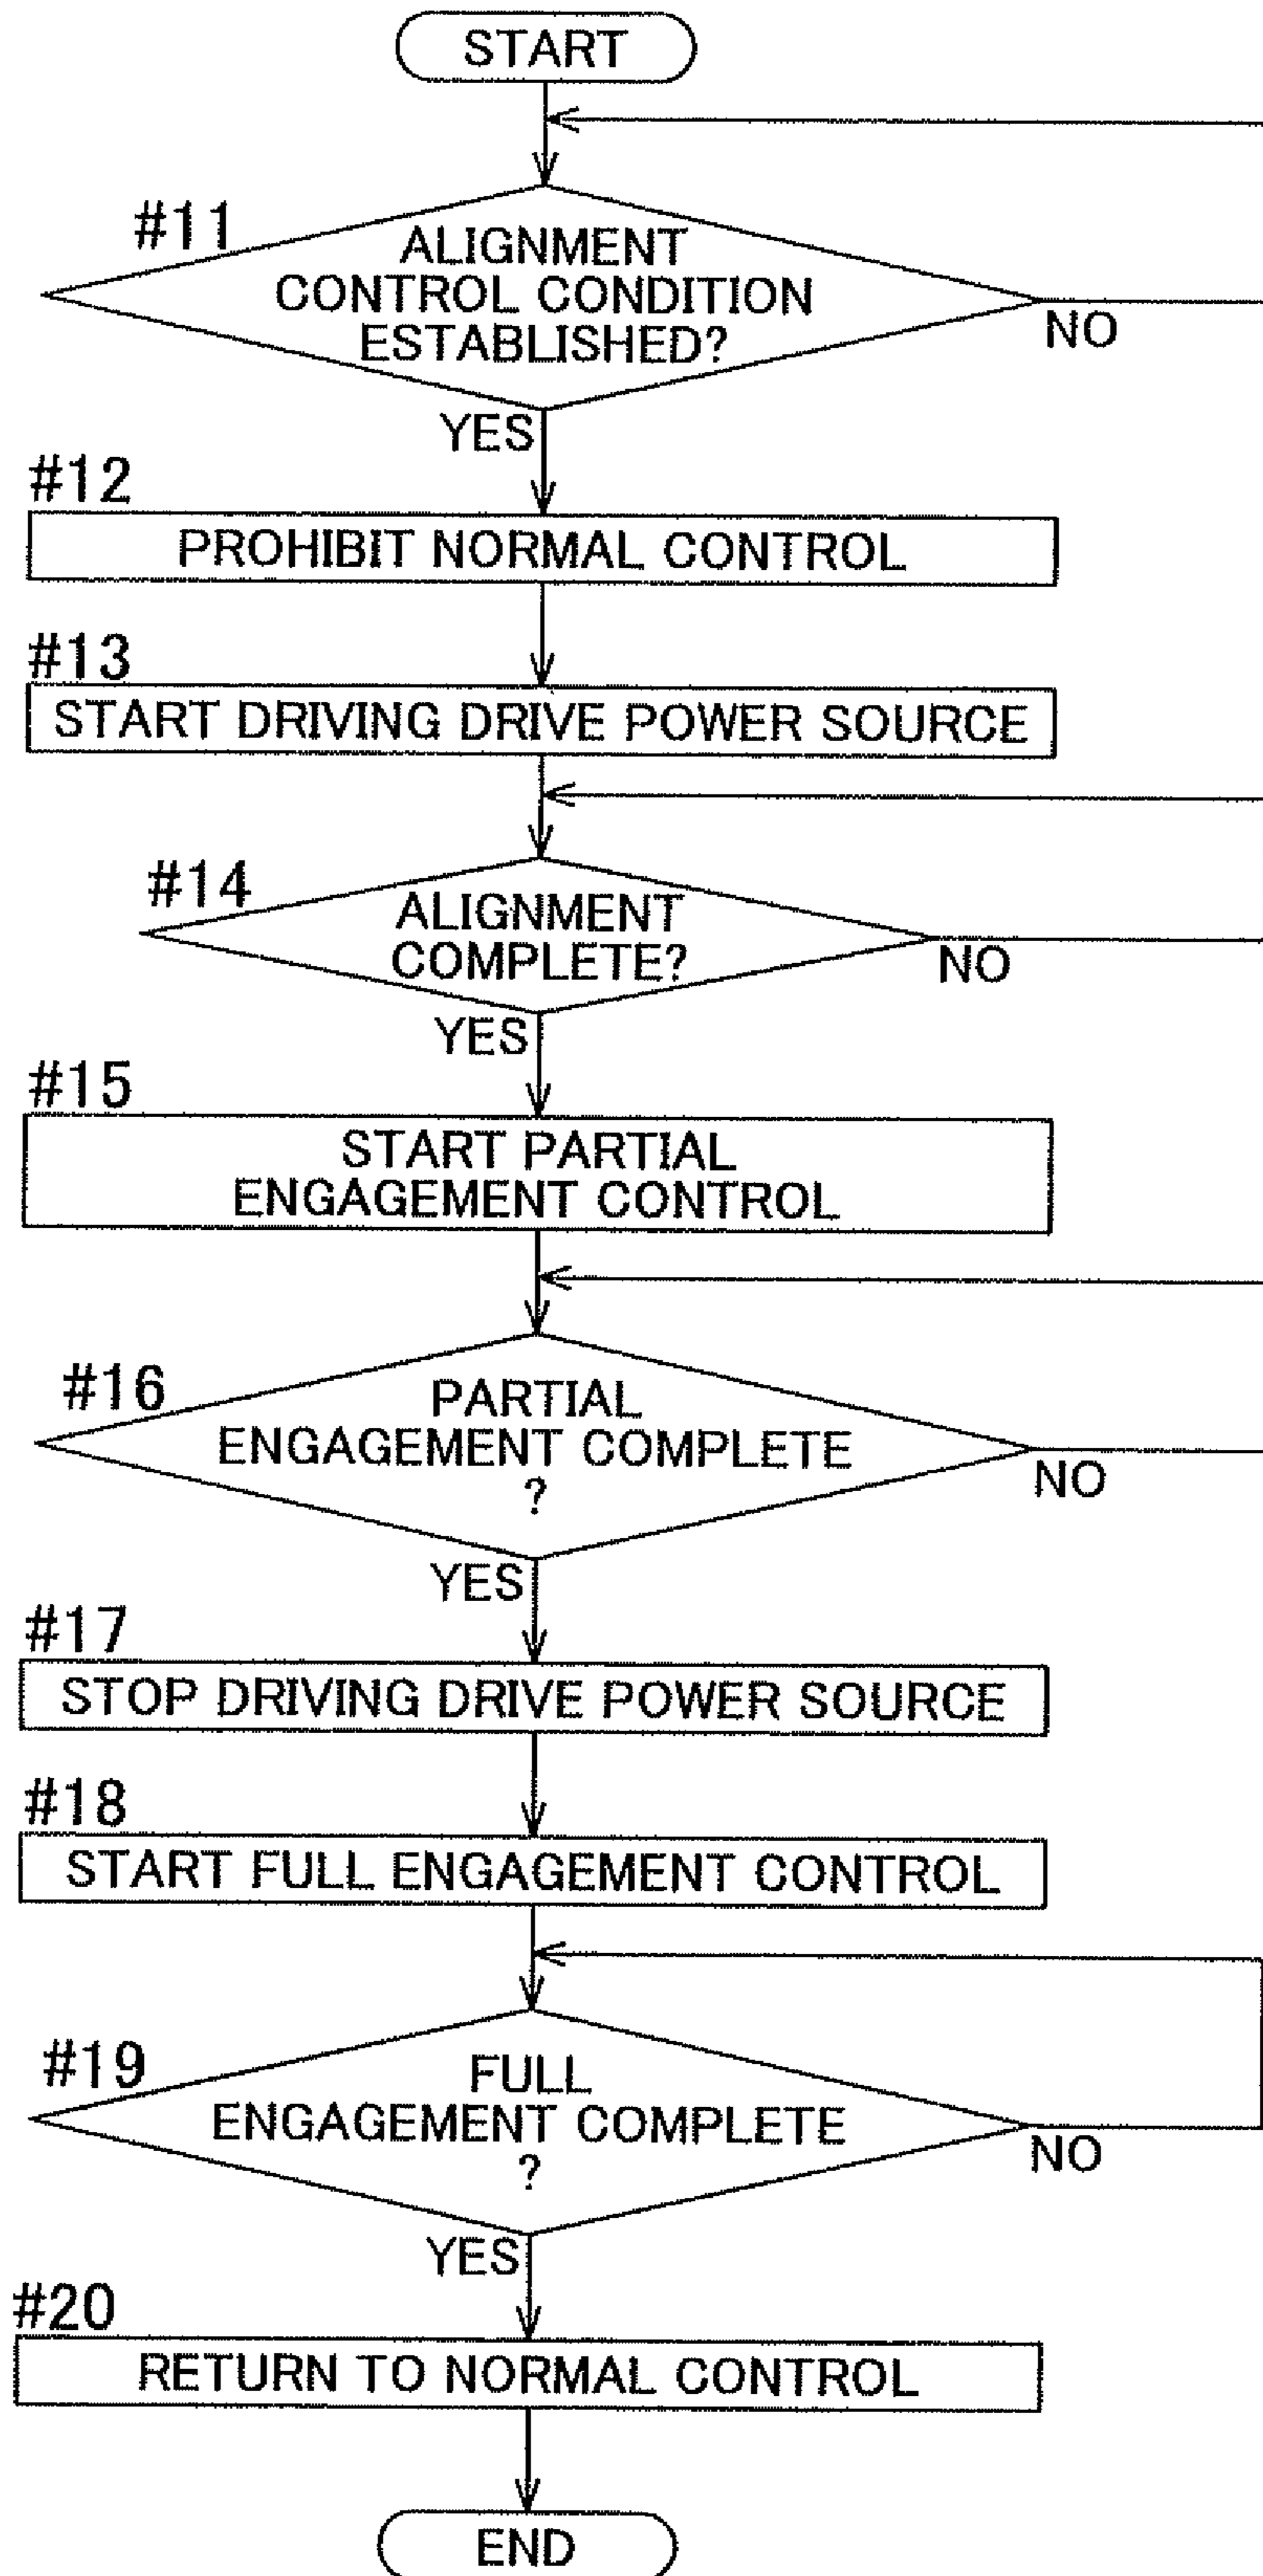 START
#11
ALIGNMENT
CONTROL CONDITION
ESTABLISHED?
NO
YES
#12
PROHIBIT NORMAL CONTROL
#13
START DRIVING DRIVE POWER SOURCE
#14
ALIGNMENT
COMPLETE?
NO
YES
#15
START PARTIAL
ENGAGEMENT CONTROL
#16
PARTIAL
ENGAGEMENT COMPLETE
?
NO
YES
#17
STOP DRIVING DRIVE POWER SOURCE
#18
START FULL ENGAGEMENT CONTROL
#19
FULL
ENGAGEMENT COMPLETE
?
NO
YES
#20
RETURN TO NORMAL CONTROL
END